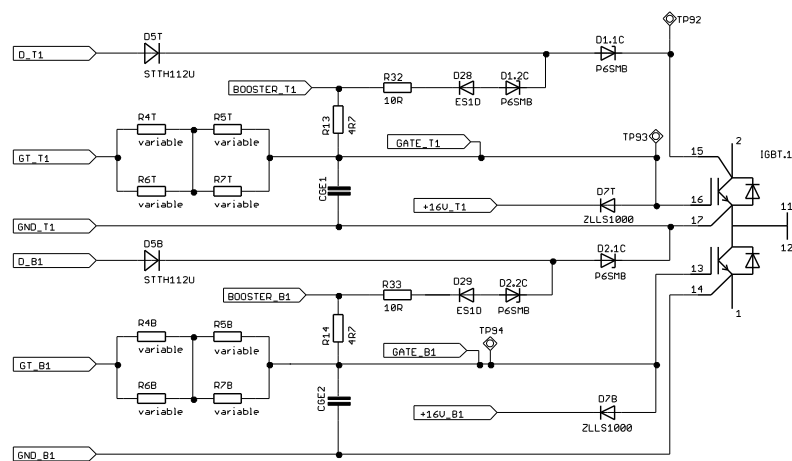 TP92
D5T
D1.1C
D_T1
STTH112U
P6SMB
R32
D28
D1.2C
BOOSTER_T1
10R
ES1D
P6SMB
R4T
R5T
R13
4R7
TP93
variable
variable
GATE_T1
2
GT_T1
15
IGBT.1
R6T
R7T
CGE1
D7T
16
variable
variable
+16V_T1
11
GND_T1
ZLLS1000
17
D5B
D2.1C
12
D_B1
STTH112U
P6SMB
13
R33
D29
D2.2C
BOOSTER_B1
10R
ES1D
P6SMB
14
R4B
R5B
R14
4R7
TP94
1
variable
variable
GATE_B1
GT_B1
R6B
R7B
CGE2
D7B
variable
variable
+16V_B1
ZLLS1000
GND_B1